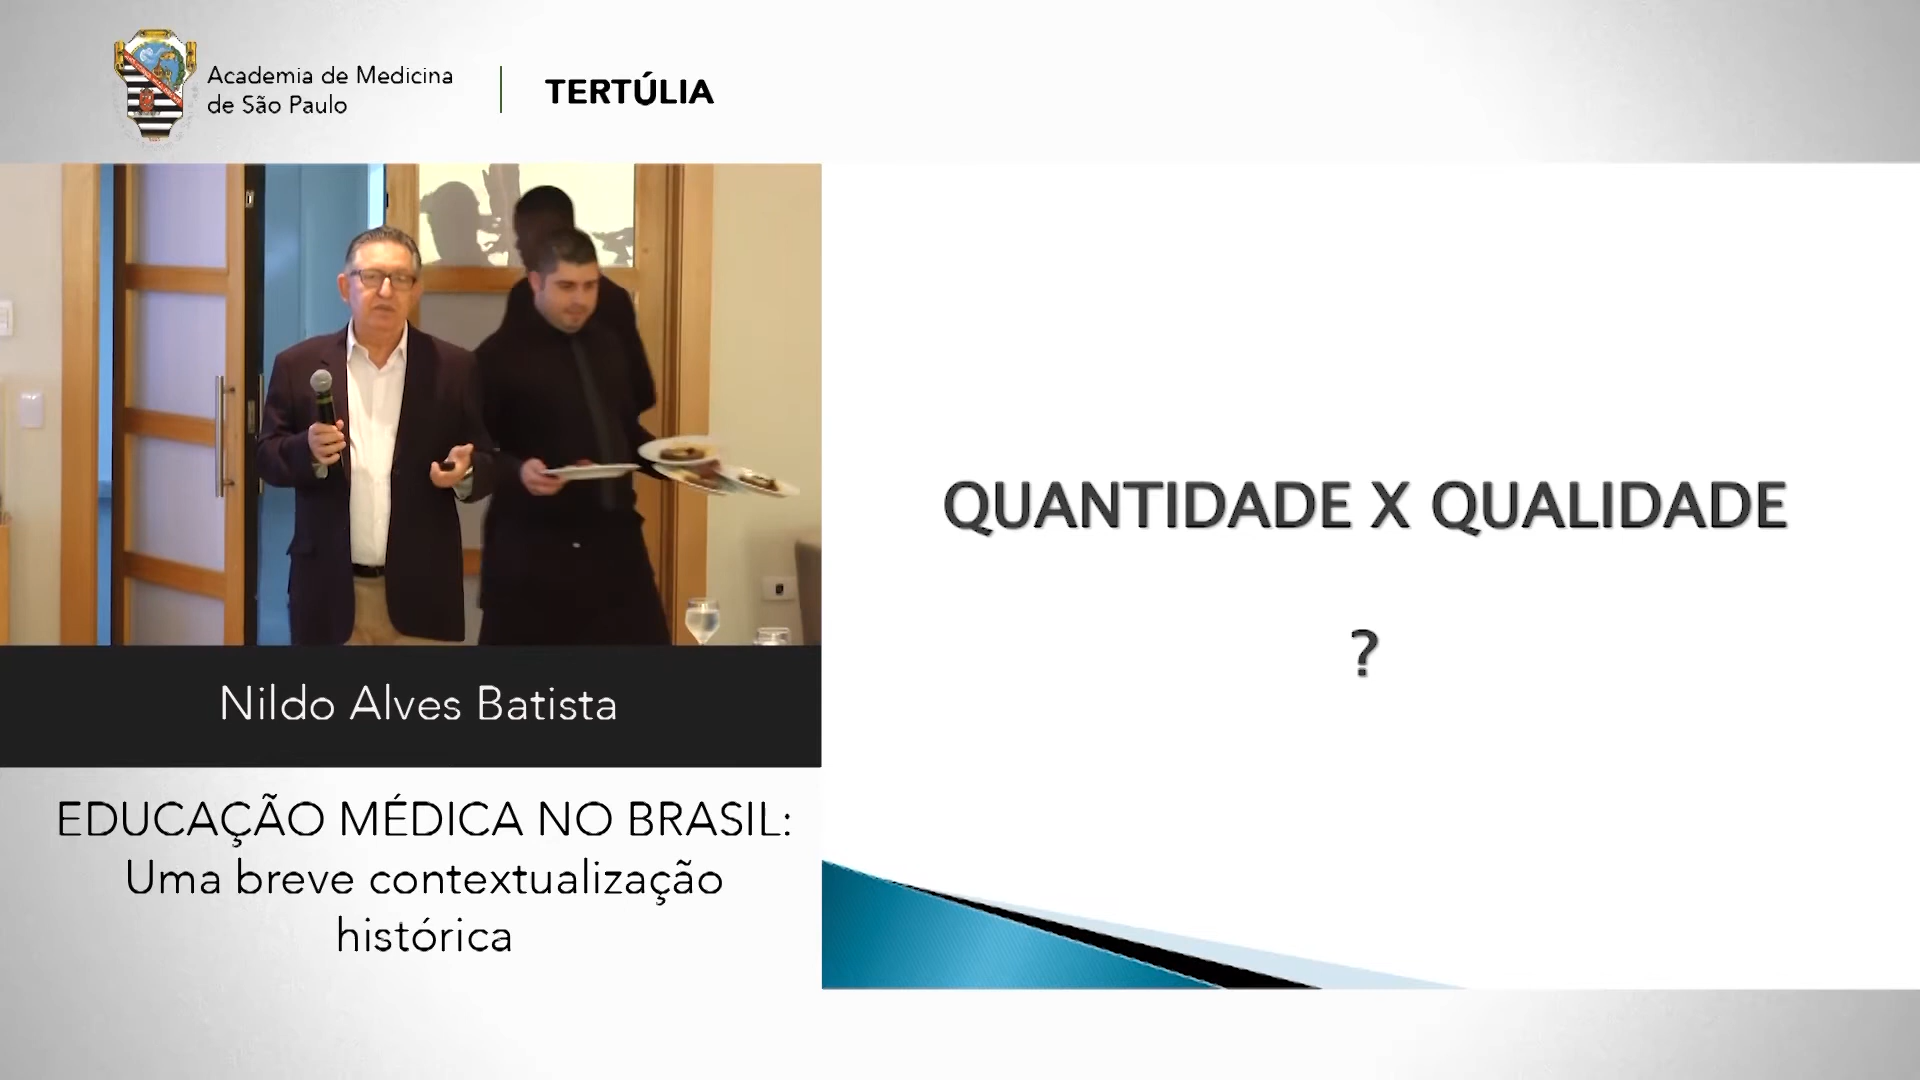 Academia de Medicina
de São Paulo
TERTÚLIA
QUANTIDADE X QUALIDADE
?
Nildo Alves Batista
EDUCAÇÃO MÉDICA NO BRASIL:
Uma breve contextualização
histórica